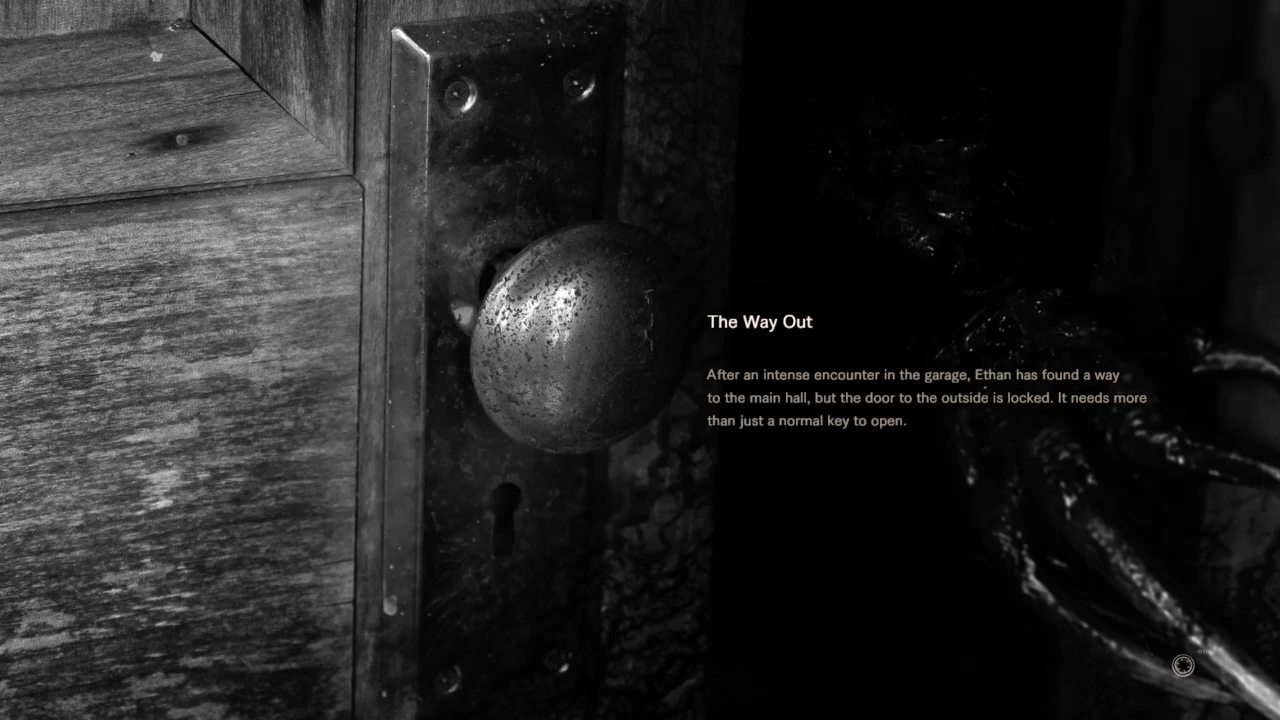 The Way Out
After an intense encounter in the garage, Ethan has found a way
to the main hall, but the door to the outside is locked. It needs more
than just a normal key to open.